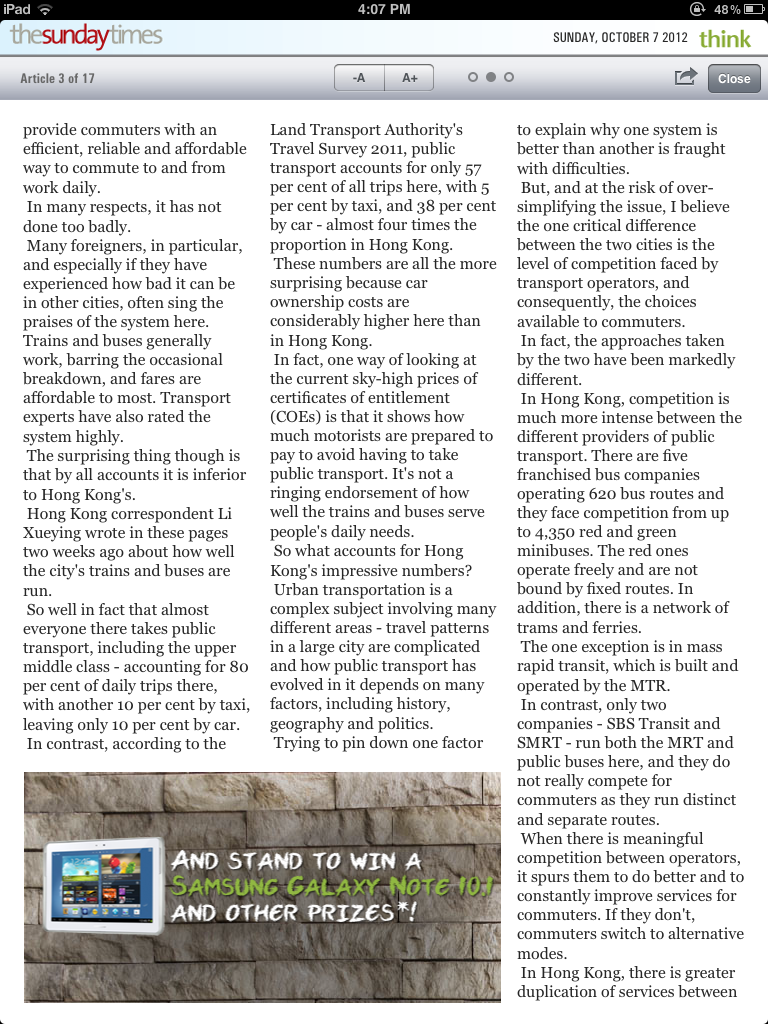 iPad
4:07 PM
48%
thesundaytimes
SUNDAY, OCTOBER 7 2012
think
Article 3 of 17
-A
A+
Close
provide commuters with an
efficient, reliable and affordable
way to commute to and from
work daily.
In many respects, it has not
done too badly.
Many foreigners, in particular,
and especially if they have
experienced how bad it can be
in other cities, often sing the
praises of the system here.
Trains and buses generally
work, barring the occasional
breakdown, and fares are
affordable to most. Transport
experts have also rated the
system highly.
The surprising thing though is
that by all accounts it is inferior
to Hong Kong's.
Hong Kong correspondent Li
Xueying wrote in these pages
two weeks ago about how well
the city's trains and buses are
run.
So well in fact that almost
everyone there takes public
transport, including the upper
middle class - accounting for 80
per cent of daily trips there,
with another 10 per cent by taxi,
leaving only 10 per cent by car.
In contrast, according to the
Land Transport Authority's
Travel Survey 2011, public
transport accounts for only 57
per cent of all trips here, with 5
per cent by taxi, and 38 per cent
by car - almost four times the
proportion in Hong Kong.
These numbers are all the more
surprising because car
ownership costs are
considerably higher here than
in Hong Kong.
In fact, one way of looking at
the current sky-high prices of
certificates of entitlement
(COEs) is that it shows how
much motorists are prepared to
pay to avoid having to take
public transport. It's not a
ringing endorsement of how
well the trains and buses serve
people's daily needs.
So what accounts for Hong
Kong's impressive numbers?
Urban transportation is a
complex subject involving many
different areas - travel patterns
in a large city are complicated
and how public transport has
evolved in it depends on many
factors, including history,
geography and politics.
Trying to pin down one factor
to explain why one system is
better than another is fraught
with difficulties.
But, and at the risk of over-
simplifying the issue, I believe
the one critical difference
between the two cities is the
level of competition faced by
transport operators, and
consequently, the choices
available to commuters.
In fact, the approaches taken
by the two have been markedly
different.
In Hong Kong, competition is
much more intense between the
different providers of public
transport. There are five
franchised bus companies
operating 620 bus routes and
they face competition from up
to 4,350 red and green
minibuses. The red ones
operate freely and are not
bound by fixed routes. In
addition, there is a network of
trams and ferries.
The one exception is in mass
rapid transit, which is built and
operated by the MTR.
In contrast, only two
companies - SBS Transit and
SMRT - run both the MRT and
public buses here, and they do
not really compete for
commuters as they run distinct
and separate routes.
When there is meaningful
competition between operators,
it spurs them to do better and to
constantly improve services for
commuters. If they don't,
commuters switch to alternative
modes.
In Hong Kong, there is greater
duplication of services between
AND STAND TO WIN A
SAMSUNG GALAXY NOTE 10.1
AND OTHER PRIZES*!